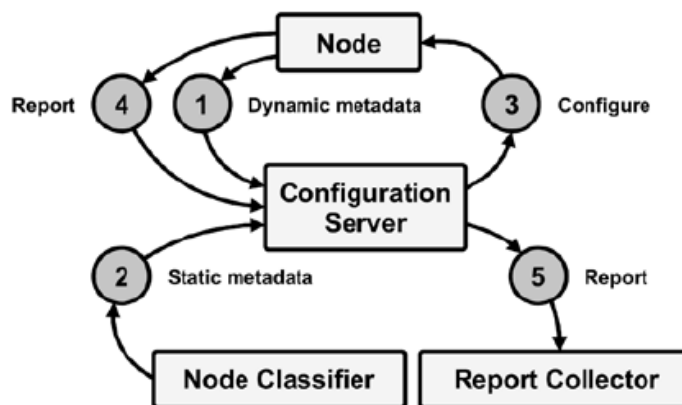 Node
Report
4
1
Dynamic metadata
3
Configure
Configuration
Server
2
Static metadata
5
Report
Node Classifier
Report Collector